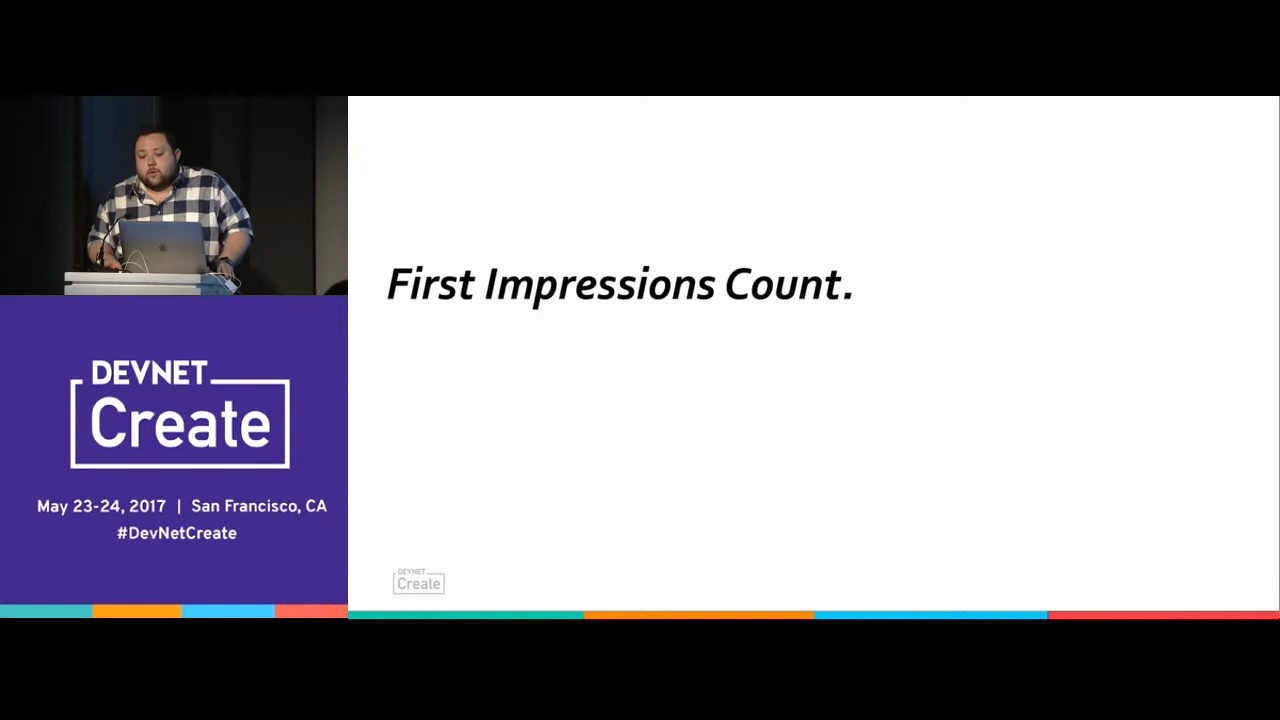 First Impressions Count.
DEVNET
Create
May 23-24, 2017 | San Francisco, CA
#DevNetCreate
DEVNET
Create